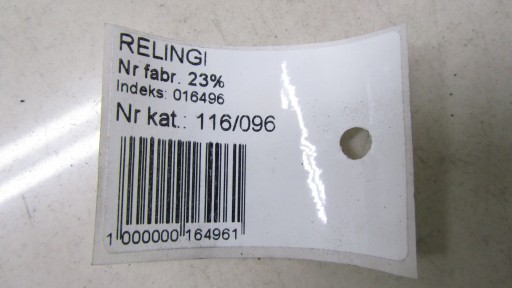 RELINGI
Nr fabr. 23%
Indeks: 016496
Nr kat.: 116/096
1 000000 164961